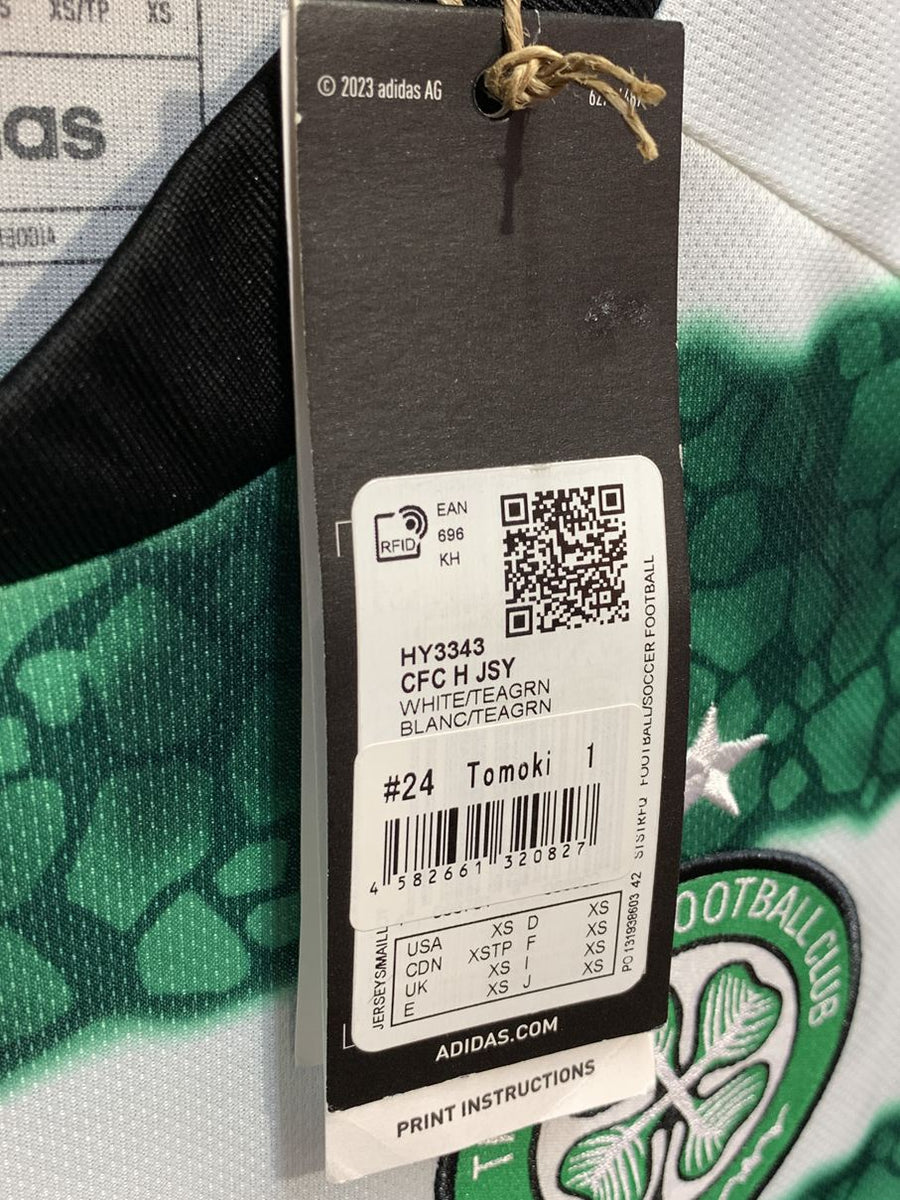 XS/TP XS
© 2023 adidas AG
RFID
EAN
696
KH
HY3343
CFC H JSY
WHITE/TEAGRN
BLANC/TEAGRN
#24 Tomoki 1
4 582661 320827
USA XS D XS
CDN XSTP F XS
UK XS I XS
E XS J XS
JERSEYS/MAILL
PO 131938603 42 FOOTBALL/SOCCER FOOTBALL
ADIDAS.COM
PRINT INSTRUCTIONS
FOOTBALL CLUB